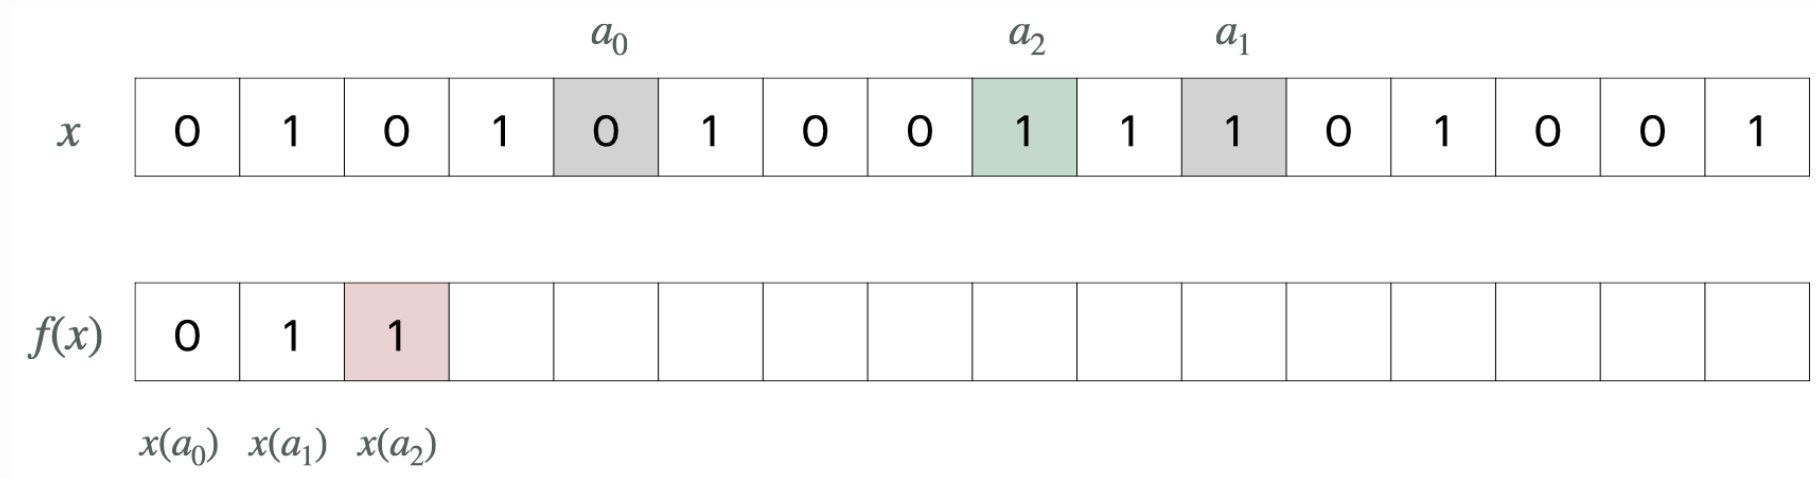 a₀ a₂ a₁
x 0 1 0 1 0 1 0 0 1 1 1 0 1 0 0 1
f(x) 0 1 1
x(a₀) x(a₁) x(a₂)